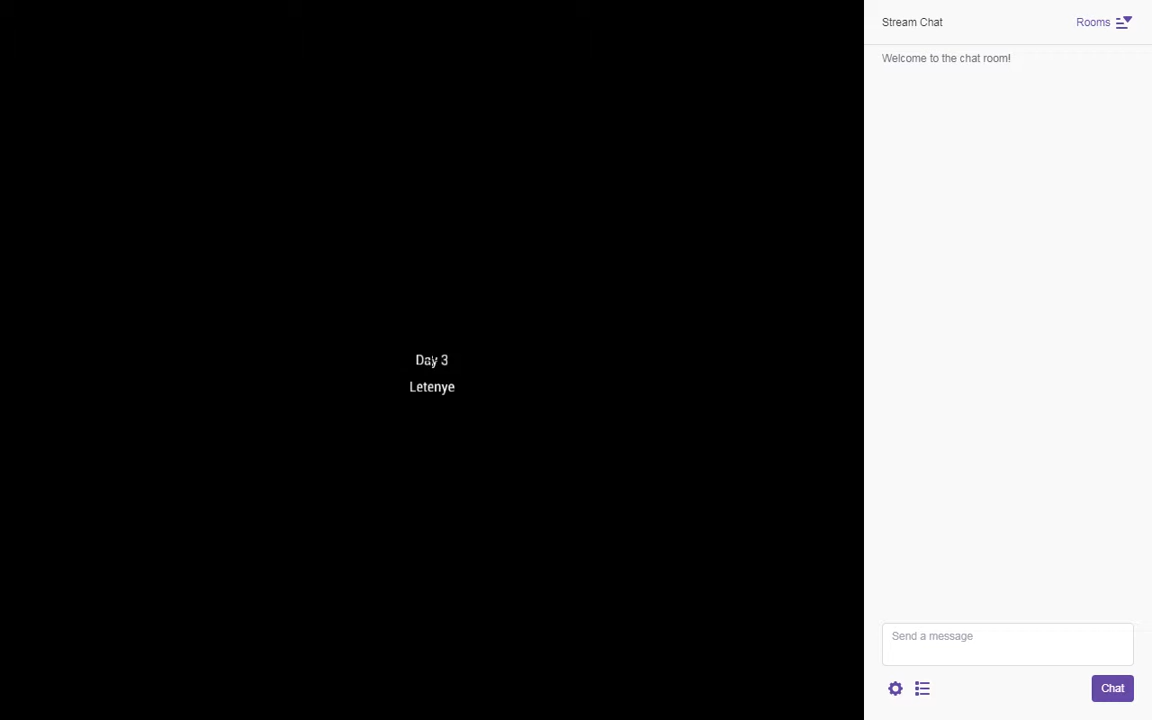 Stream Chat
Rooms
Welcome to the chat room!
Day 3
Letenye
Send a message
Chat